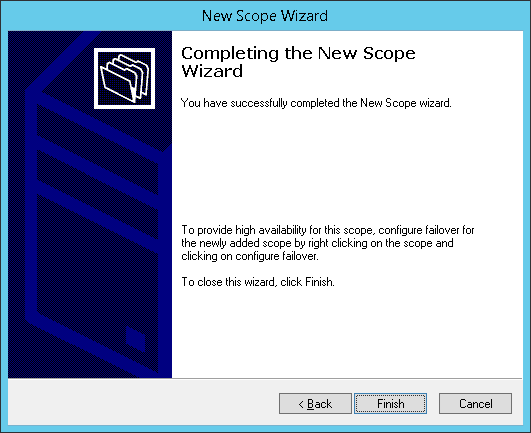 New Scope Wizard
Completing the New Scope
Wizard
You have successfully completed the New Scope wizard.
To provide high availability for this scope, configure failover for
the newly added scope by right clicking on the scope and
clicking on configure failover.
To close this wizard, click Finish.
< Back
Finish
Cancel